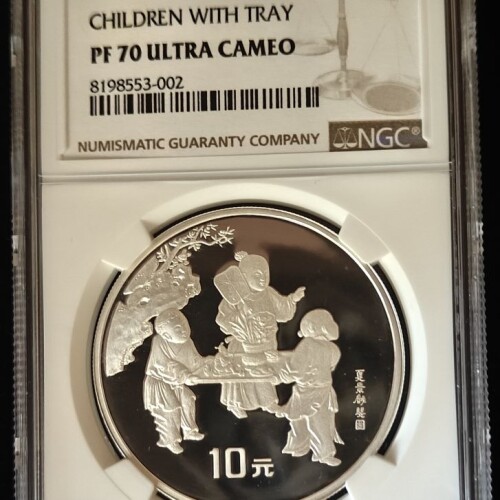 CHILDREN WITH TRAY
PF 70 ULTRA CAMEO
8198553-002
NUMISMATIC GUARANTY COMPANY
NGC®
10元